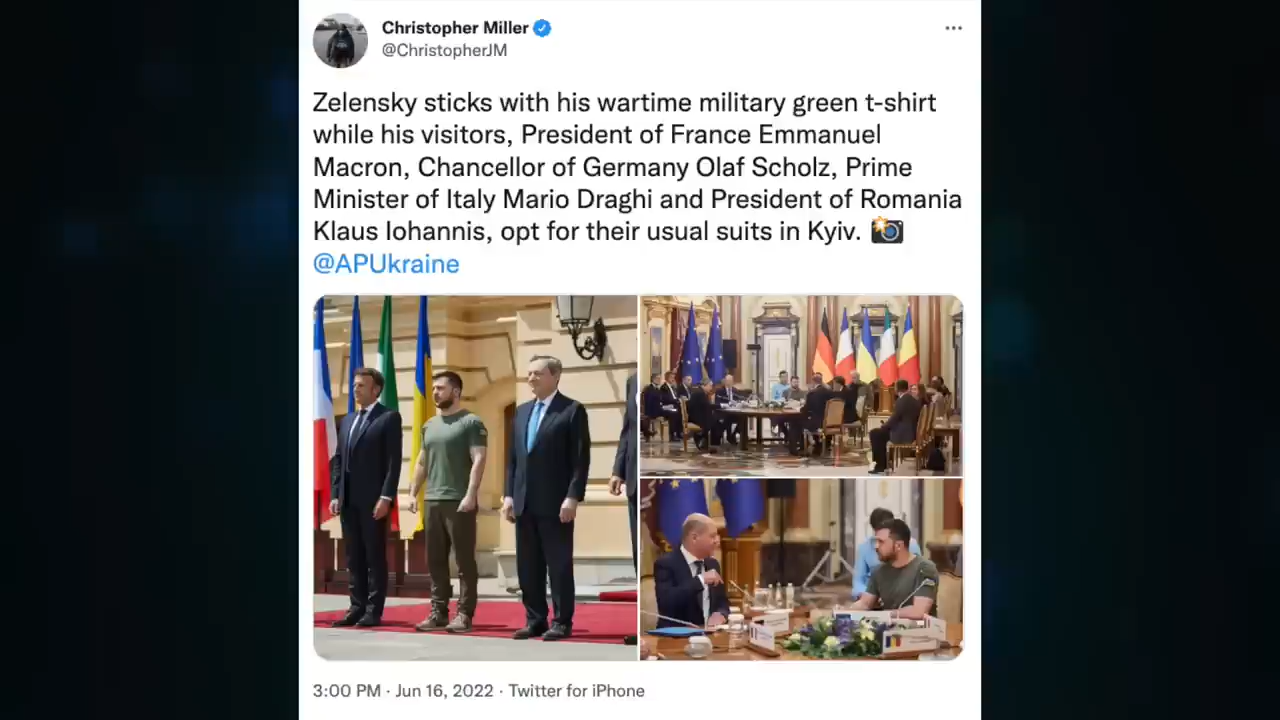 Christopher Miller
@ChristopherJM
Zelensky sticks with his wartime military green t-shirt
while his visitors, President of France Emmanuel
Macron, Chancellor of Germany Olaf Scholz, Prime
Minister of Italy Mario Draghi and President of Romania
Klaus Iohannis, opt for their usual suits in Kyiv. 📸
@APUkraine
3:00 PM · Jun 16, 2022 · Twitter for iPhone